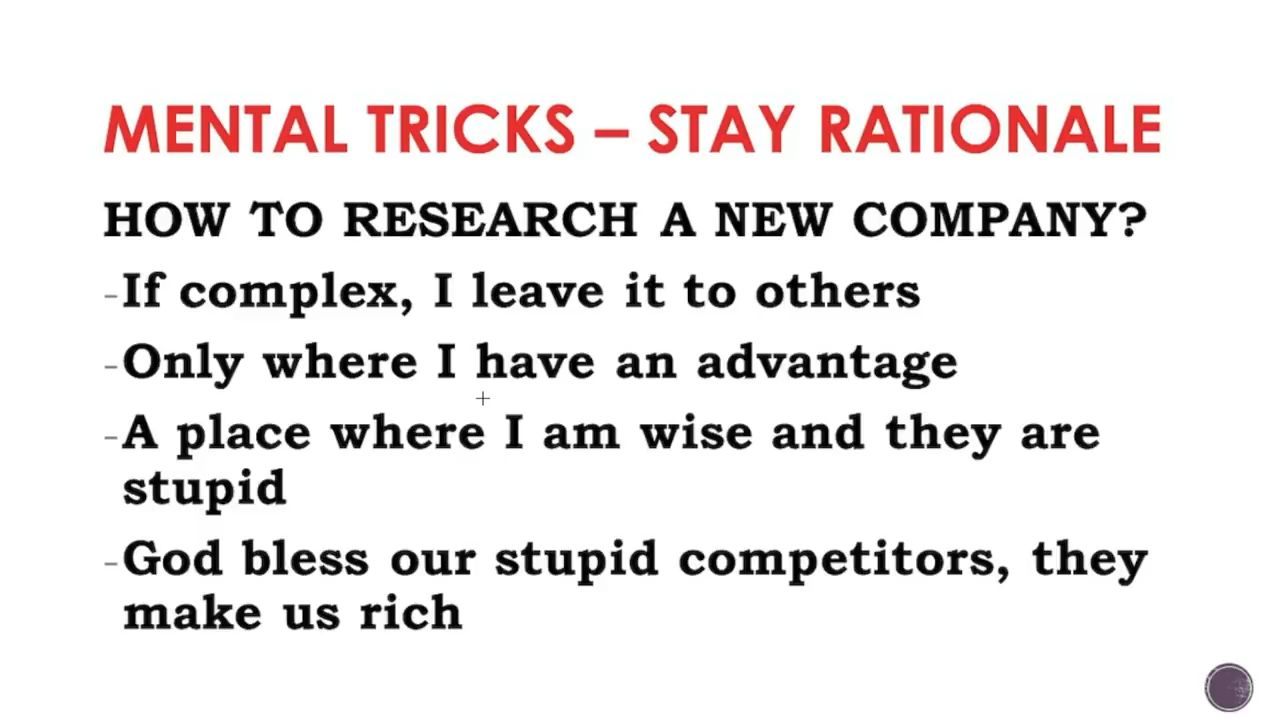 MENTAL TRICKS – STAY RATIONALE
HOW TO RESEARCH A NEW COMPANY?
-If complex, I leave it to others
-Only where I have an advantage
-A place where I am wise and they are
stupid
-God bless our stupid competitors, they
make us rich